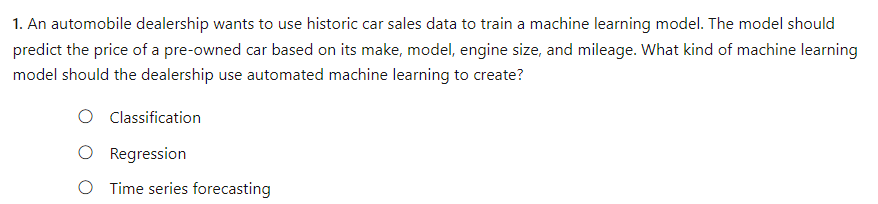 1. An automobile dealership wants to use historic car sales data to train a machine learning model. The model should
predict the price of a pre-owned car based on its make, model, engine size, and mileage. What kind of machine learning
model should the dealership use automated machine learning to create?
Classification
Regression
Time series forecasting